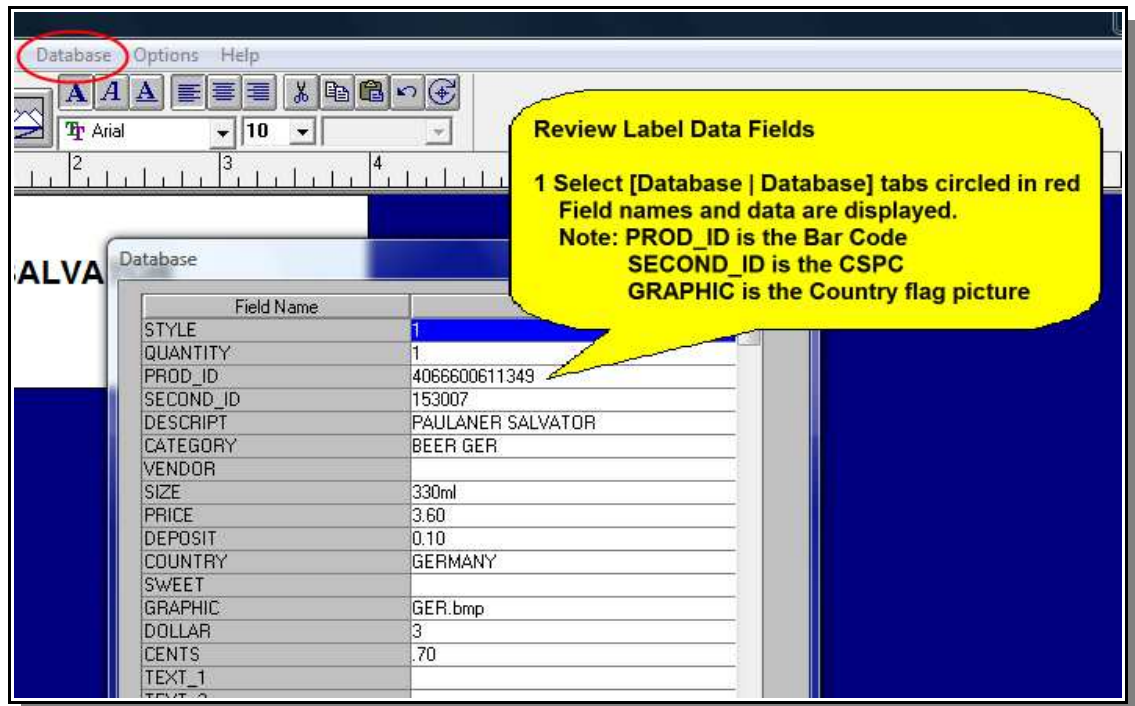 Database Options Help
A A A
Arial 10
2 3 4
Review Label Data Fields
1 Select [Database | Database] tabs circled in red
Field names and data are displayed.
Note: PROD_ID is the Bar Code
SECOND_ID is the CSPC
GRAPHIC is the Country flag picture
ALVA
Database
Field Name
STYLE 1
QUANTITY 1
PROD_ID 4066600611349
SECOND_ID 153007
DESCRIPT PAULANER SALVATOR
CATEGORY BEER GER
VENDOR
SIZE 330ml
PRICE 3.60
DEPOSIT 0.10
COUNTRY GERMANY
SWEET
GRAPHIC GER.bmp
DOLLAR 3
CENTS .70
TEXT_1